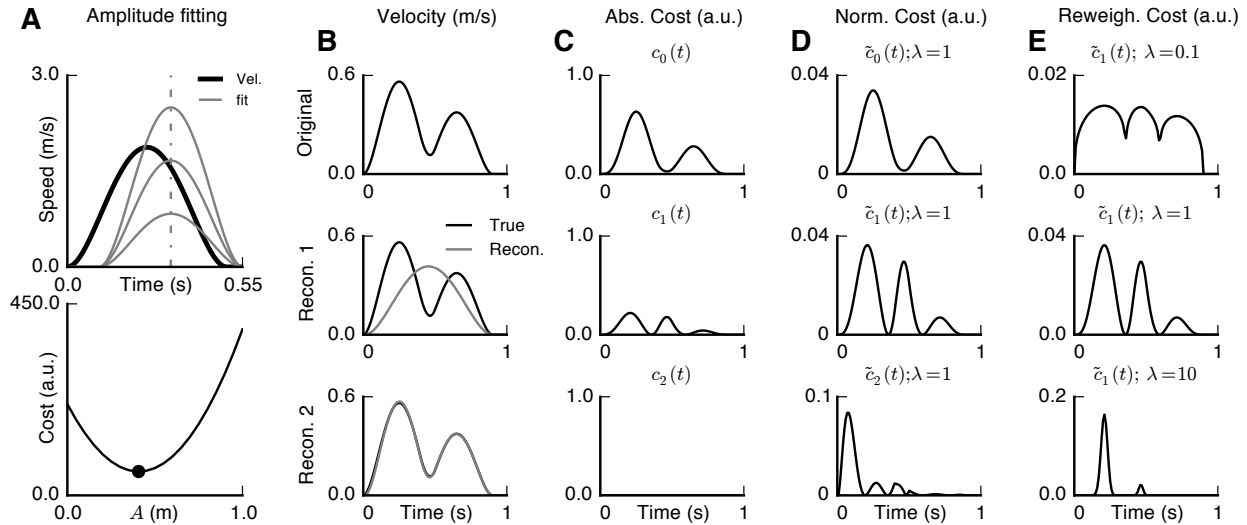 A
Amplitude fitting
3.0
Vel.
fit
Speed (m/s)
0.0
0.0
Time (s)
0.55
450.0
Cost (a.u.)
0.0
0.0
A (m)
1.0
B
Velocity (m/s)
Original
0.6
0.0
0
1
Recon. 1
0.6
True
Recon.
0.0
0
1
Recon. 2
0.6
0.0
0
Time (s)
1
C
Abs. Cost (a.u.)
c₀(t)
1.0
0.0
0
1
c₁(t)
1.0
0.0
0
1
c₂(t)
1.0
0.0
0
Time (s)
1
D
Norm. Cost (a.u.)
c̃₀(t);λ=1
0.04
0.0
0
1
c̃₁(t);λ=1
0.04
0.0
0
1
c̃₂(t);λ=1
0.1
0.0
0
Time (s)
1
E
Reweigh. Cost (a.u.)
c̃₁(t); λ=0.1
0.02
0.0
0
1
c̃₁(t); λ=1
0.04
0.0
0
1
c̃₁(t); λ=10
0.2
0.0
0
Time (s)
1